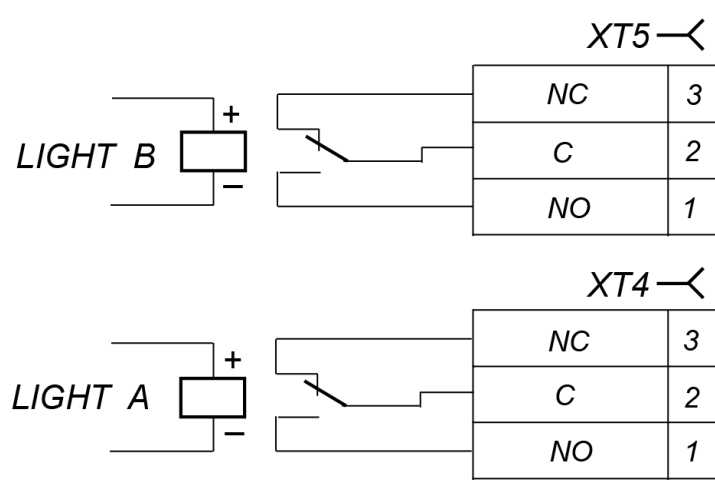 XT5
NC 3
+
LIGHT B
C 2
–
NO 1
XT4
NC 3
+
LIGHT A
C 2
–
NO 1